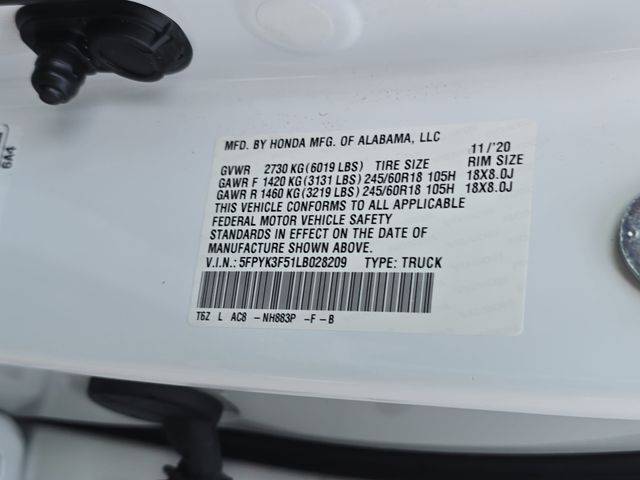 6A4
MFD. BY HONDA MFG. OF ALABAMA, LLC 11/'20
GVWR 2730 KG(6019 LBS) TIRE SIZE RIM SIZE
GAWR F 1420 KG(3131 LBS) 245/60R18 105H 18X8.0J
GAWR R 1460 KG(3219 LBS) 245/60R18 105H 18X8.0J
THIS VEHICLE CONFORMS TO ALL APPLICABLE
FEDERAL MOTOR VEHICLE SAFETY
STANDARDS IN EFFECT ON THE DATE OF
MANUFACTURE SHOWN ABOVE.
V.I.N.: 5FPYK3F51LB028209 TYPE: TRUCK
T6Z L AC8 -NH883P -F-B